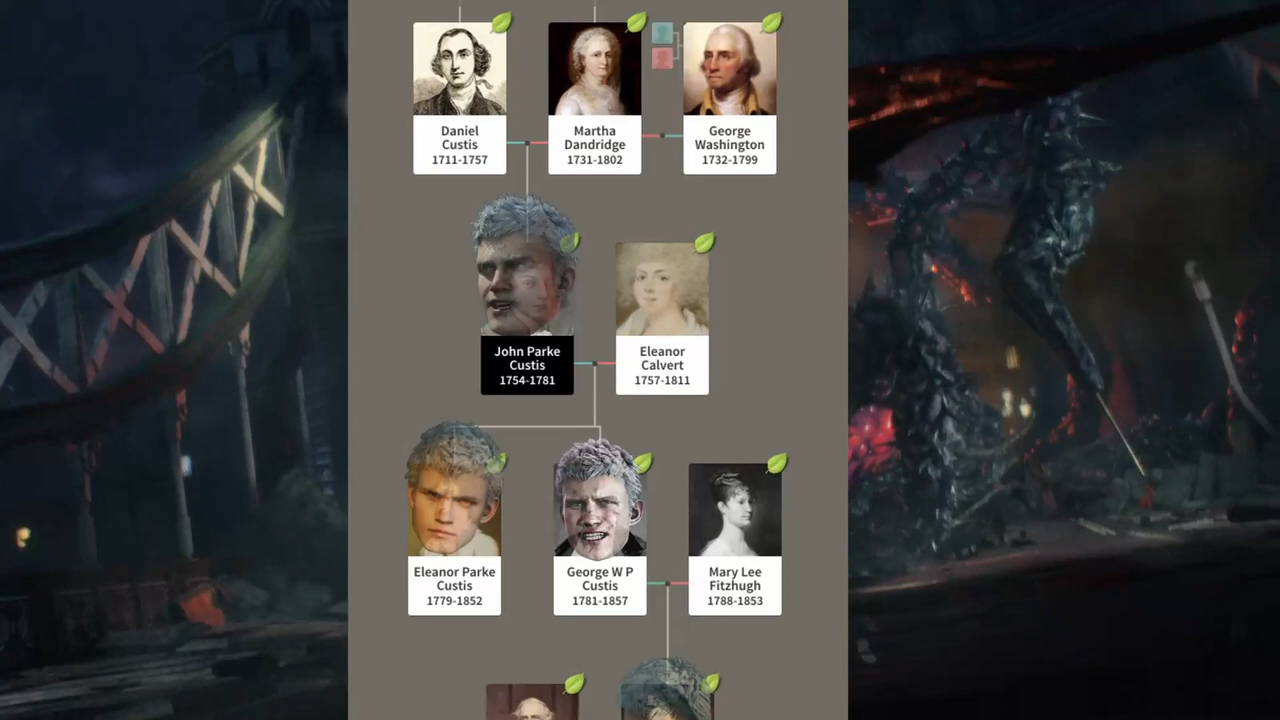 Daniel
Custis
1711-1757
Martha
Dandridge
1731-1802
George
Washington
1732-1799
John Parke
Custis
1754-1781
Eleanor
Calvert
1757-1811
Eleanor Parke
Custis
1779-1852
George W P
Custis
1781-1857
Mary Lee
Fitzhugh
1788-1853